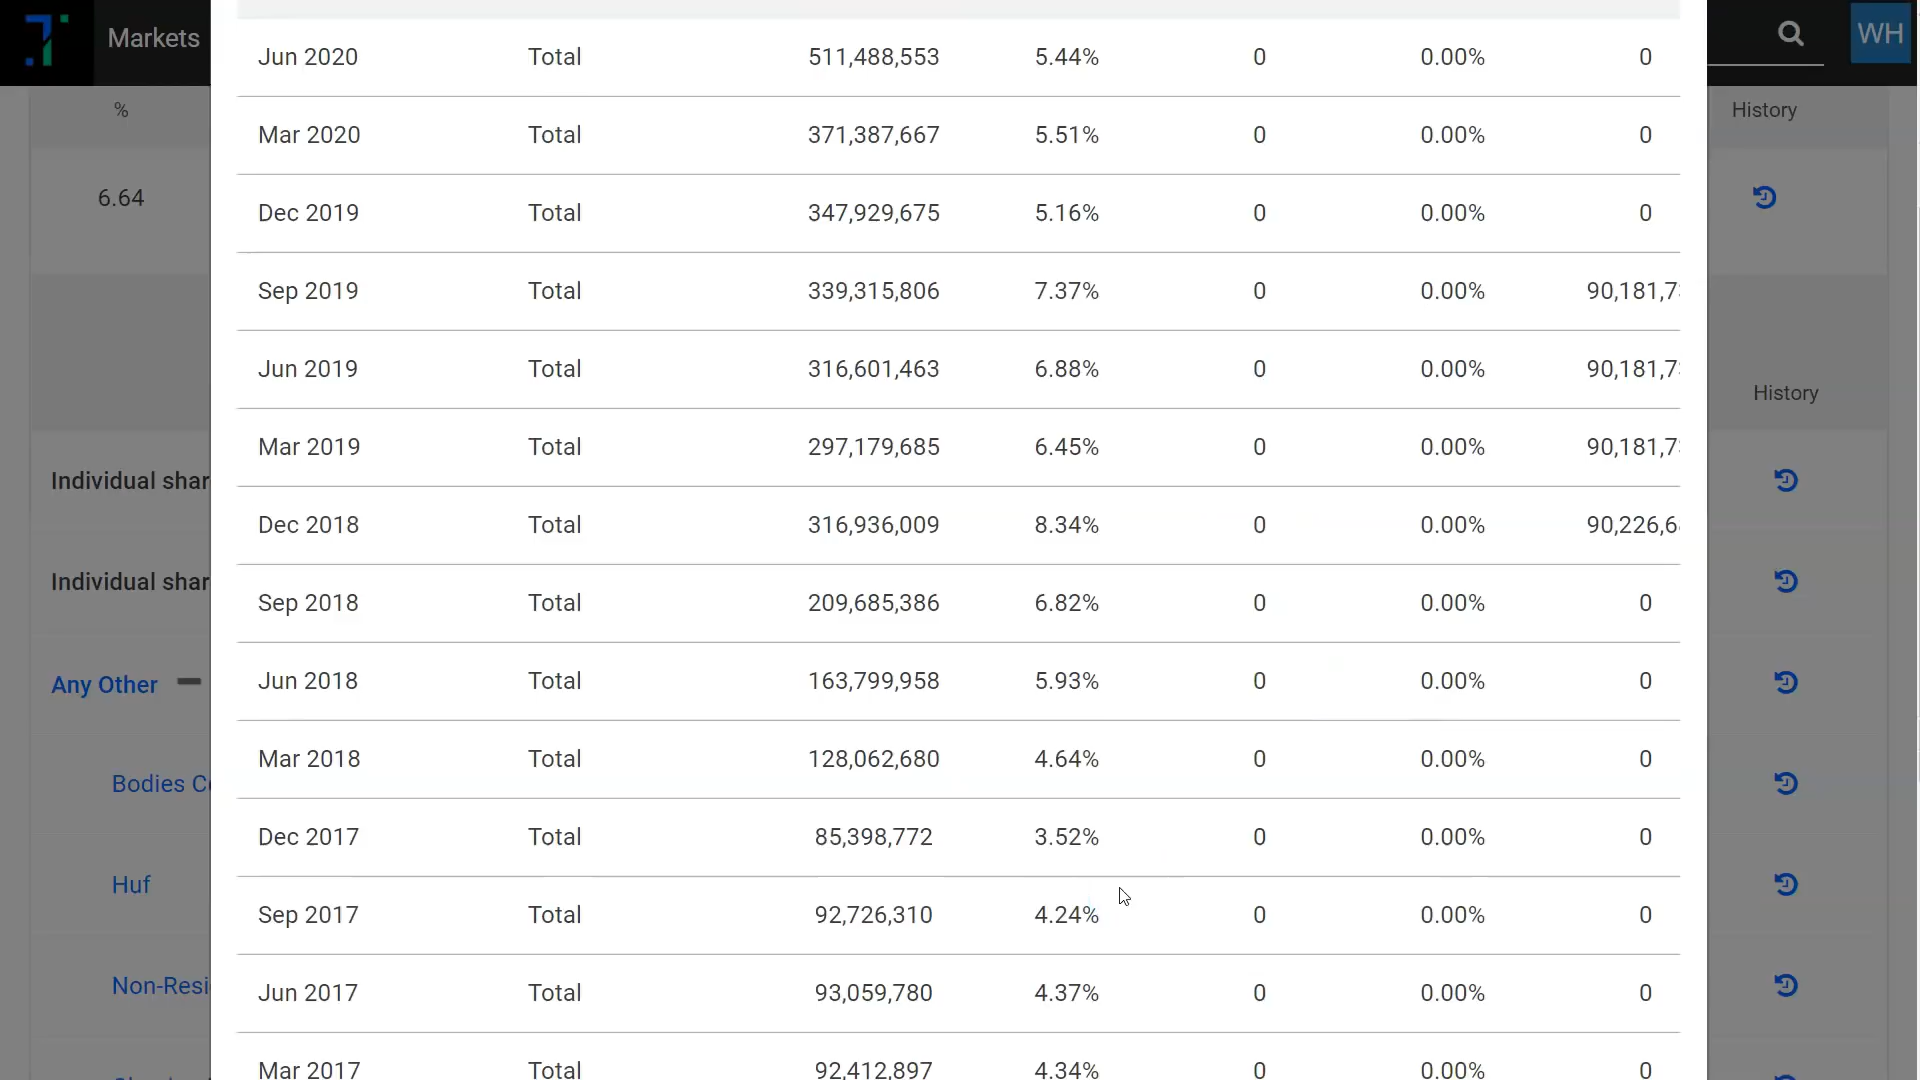 Markets
WH
Jun 2020 Total 511,488,553 5.44% 0 0.00% 0
% History
Mar 2020 Total 371,387,667 5.51% 0 0.00% 0
6.64
Dec 2019 Total 347,929,675 5.16% 0 0.00% 0
Sep 2019 Total 339,315,806 7.37% 0 0.00% 90,181,7
Jun 2019 Total 316,601,463 6.88% 0 0.00% 90,181,7
History
Mar 2019 Total 297,179,685 6.45% 0 0.00% 90,181,7
Individual shar
Dec 2018 Total 316,936,009 8.34% 0 0.00% 90,226,6
Individual shar
Sep 2018 Total 209,685,386 6.82% 0 0.00% 0
Any Other
Jun 2018 Total 163,799,958 5.93% 0 0.00% 0
Mar 2018 Total 128,062,680 4.64% 0 0.00% 0
Bodies C
Dec 2017 Total 85,398,772 3.52% 0 0.00% 0
Huf
Sep 2017 Total 92,726,310 4.24% 0 0.00% 0
Non-Resi
Jun 2017 Total 93,059,780 4.37% 0 0.00% 0
Mar 2017 Total 92,412,897 4.34% 0 0.00% 0